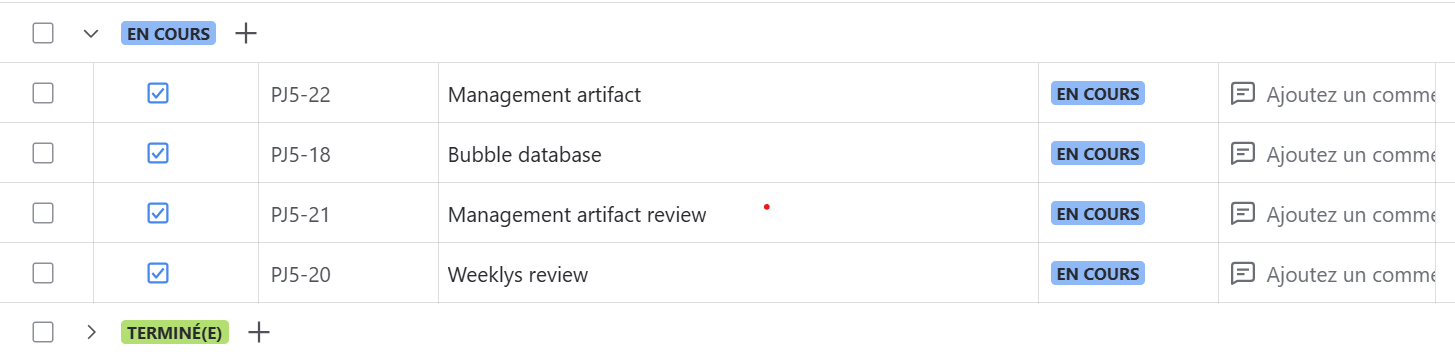 EN COURS
PJ5-22 Management artifact EN COURS Ajoutez un comme
PJ5-18 Bubble database EN COURS Ajoutez un comme
PJ5-21 Management artifact review EN COURS Ajoutez un comme
PJ5-20 Weeklys review EN COURS Ajoutez un comme
TERMINÉ(E)